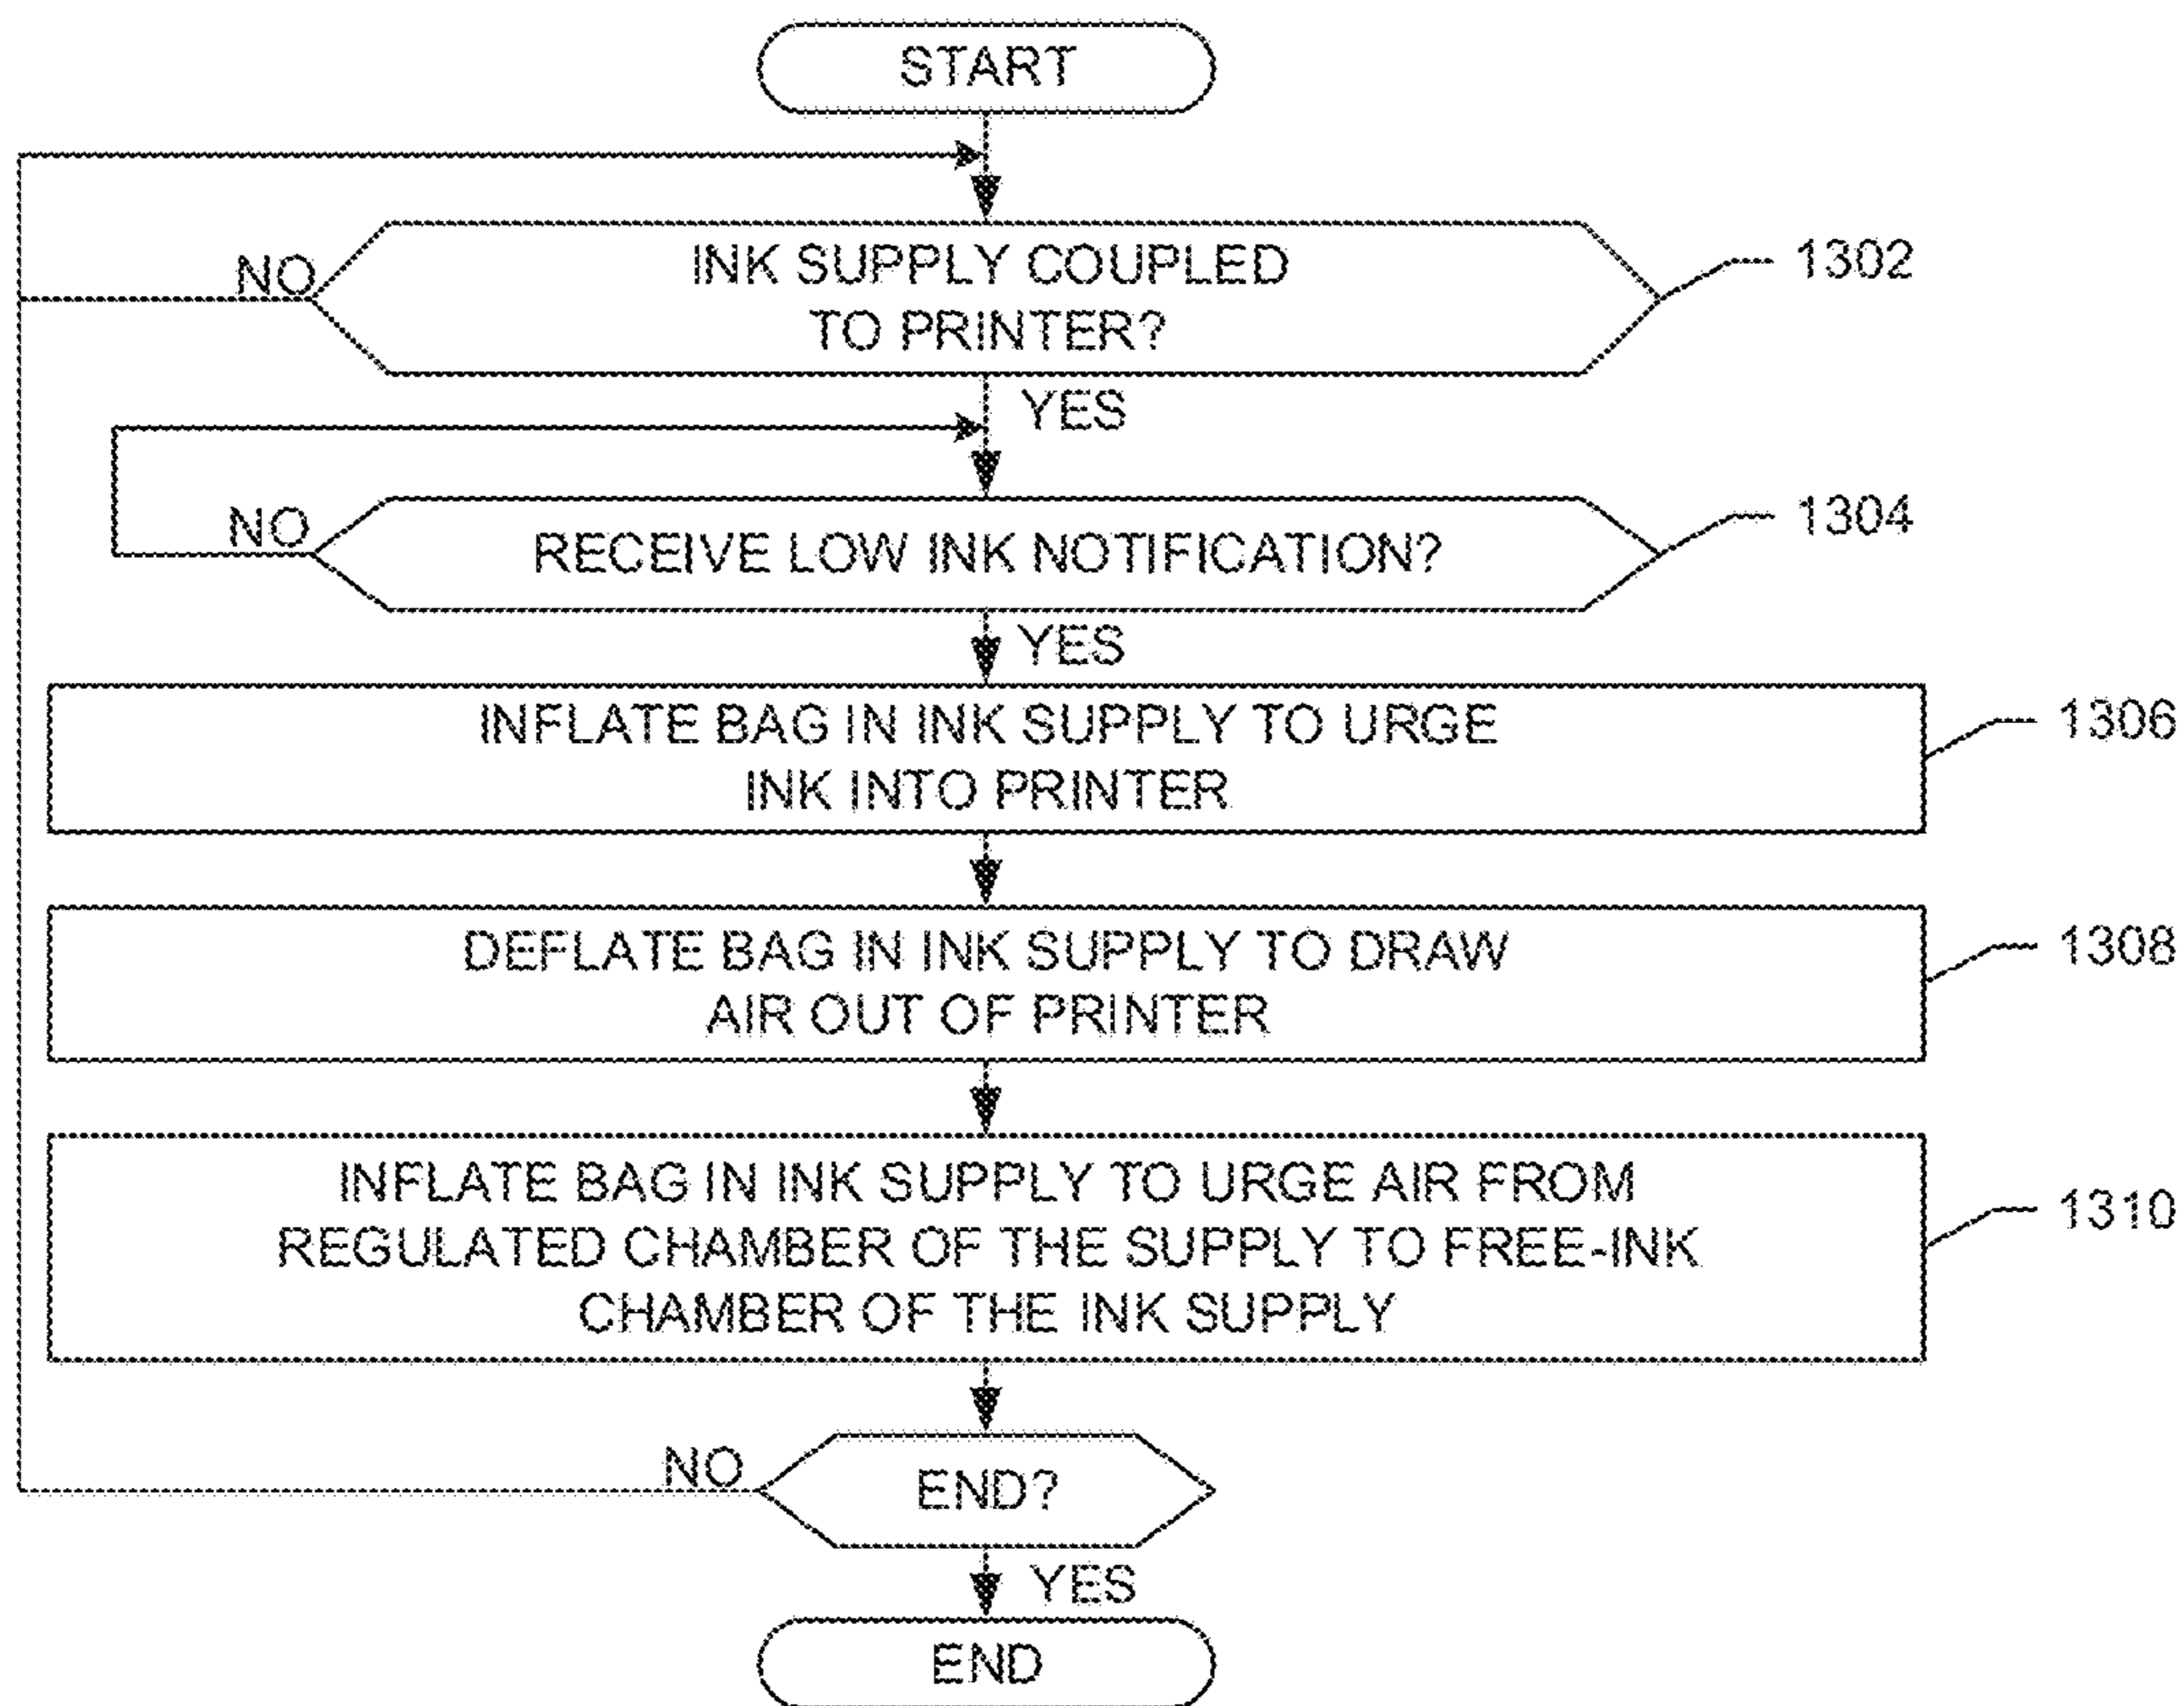 START
NO
INK SUPPLY COUPLED
TO PRINTER?
1302
YES
NO
RECEIVE LOW INK NOTIFICATION?
1304
YES
INFLATE BAG IN INK SUPPLY TO URGE
INK INTO PRINTER
1306
DEFLATE BAG IN INK SUPPLY TO DRAW
AIR OUT OF PRINTER
1308
INFLATE BAG IN INK SUPPLY TO URGE AIR FROM
REGULATED CHAMBER OF THE SUPPLY TO FREE-INK
CHAMBER OF THE INK SUPPLY
1310
NO
END?
YES
END